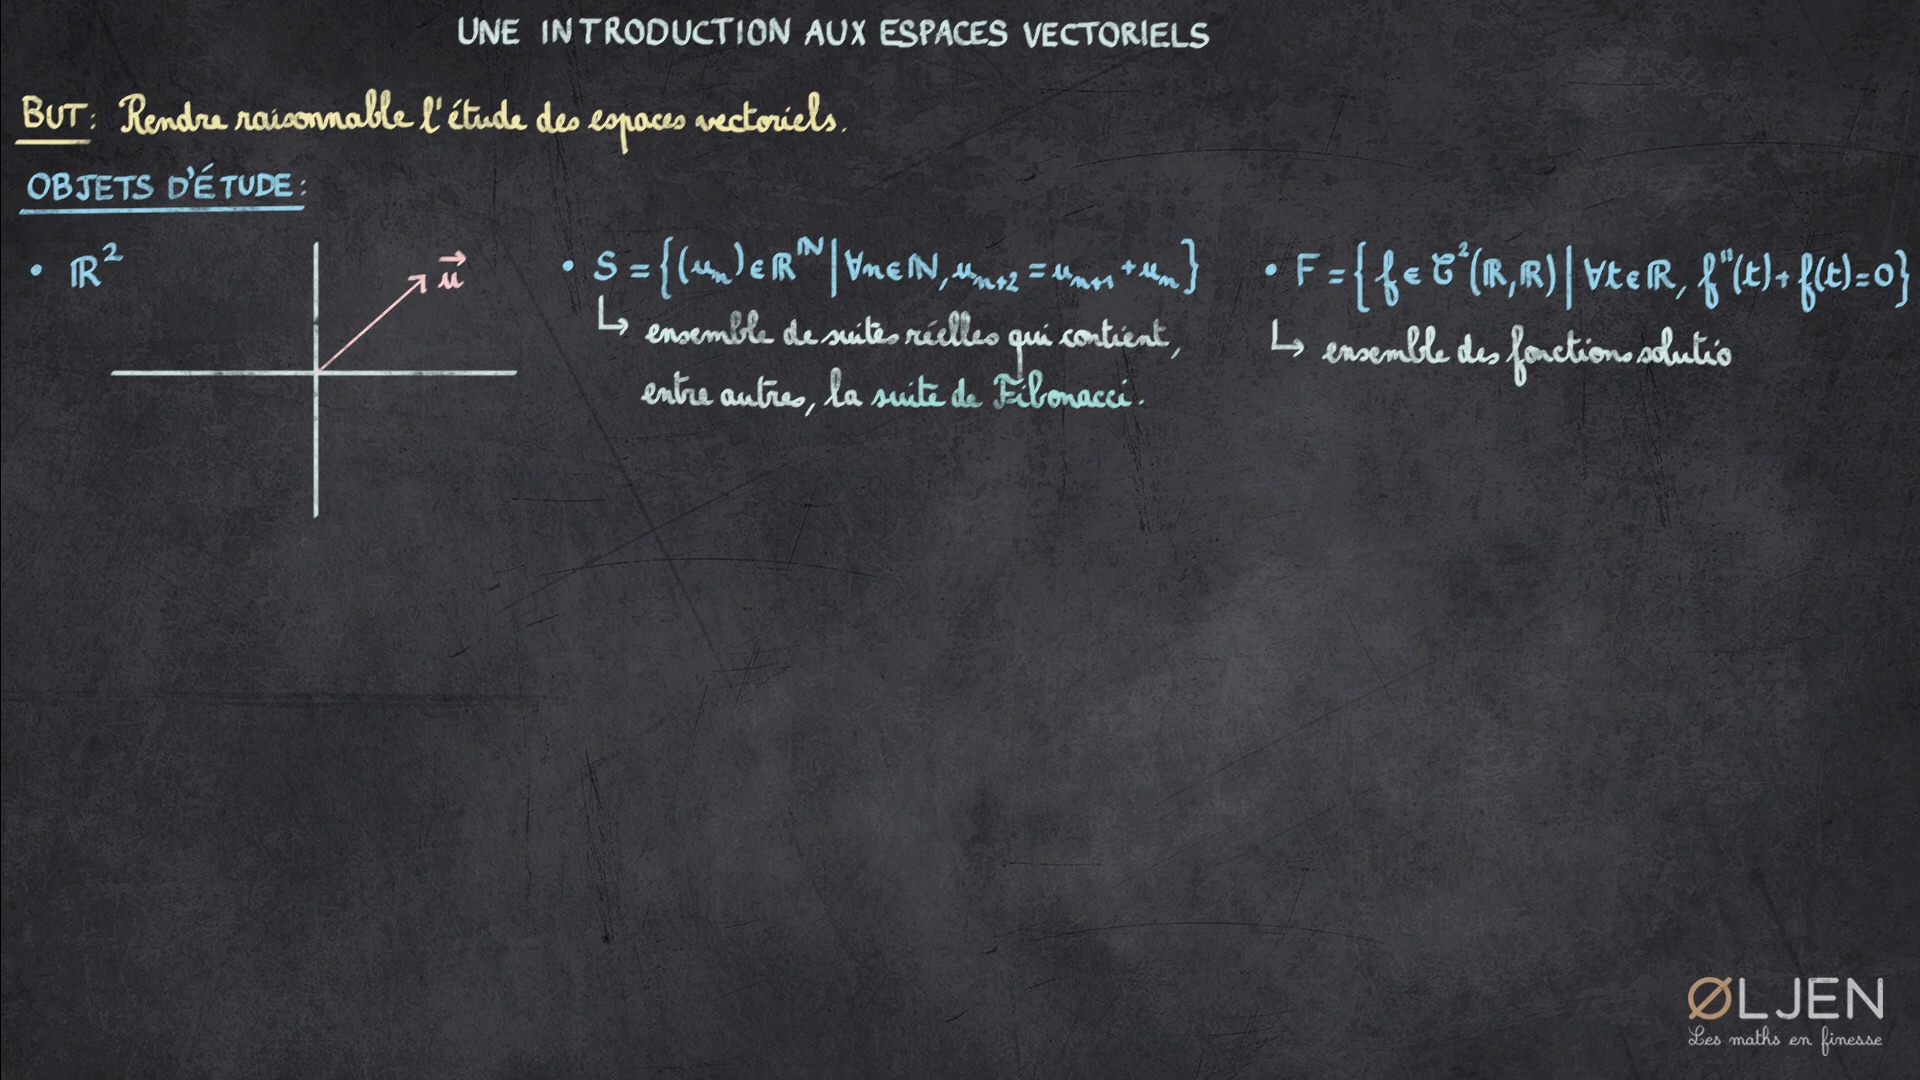 UNE INTRODUCTION AUX ESPACES VECTORIELS
BUT: Rendre raisonnable l'étude des espaces vectoriels.
OBJETS D'ÉTUDE:
• ℝ²
u⃗
• S = {(uₙ) ∈ ℝ^ℕ | ∀n ∈ ℕ, uₙ₊₂ = uₙ₊₁ + uₙ}
↳ ensemble de suites réelles qui contient,
entre autres, la suite de Fibonacci.
• F = { f ∈ 𝒞²(ℝ,ℝ) | ∀t ∈ ℝ, f''(t) + f(t) = 0}
↳ ensemble des fonctions solutio
ØLJEN
Les maths en finesse